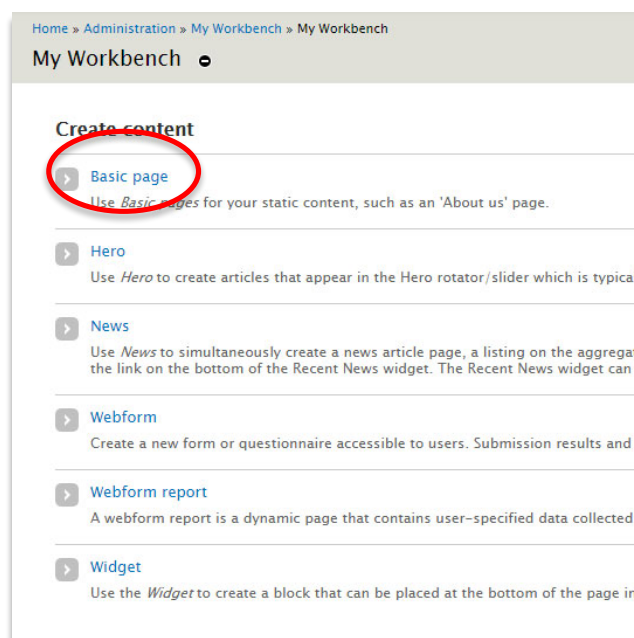 Home » Administration » My Workbench » My Workbench
My Workbench
Create content
Basic page
Use Basic pages for your static content, such as an 'About us' page.
Hero
Use Hero to create articles that appear in the Hero rotator/slider which is typica
News
Use News to simultaneously create a news article page, a listing on the aggregat
the link on the bottom of the Recent News widget. The Recent News widget can
Webform
Create a new form or questionnaire accessible to users. Submission results and
Webform report
A webform report is a dynamic page that contains user-specified data collected
Widget
Use the Widget to create a block that can be placed at the bottom of the page in